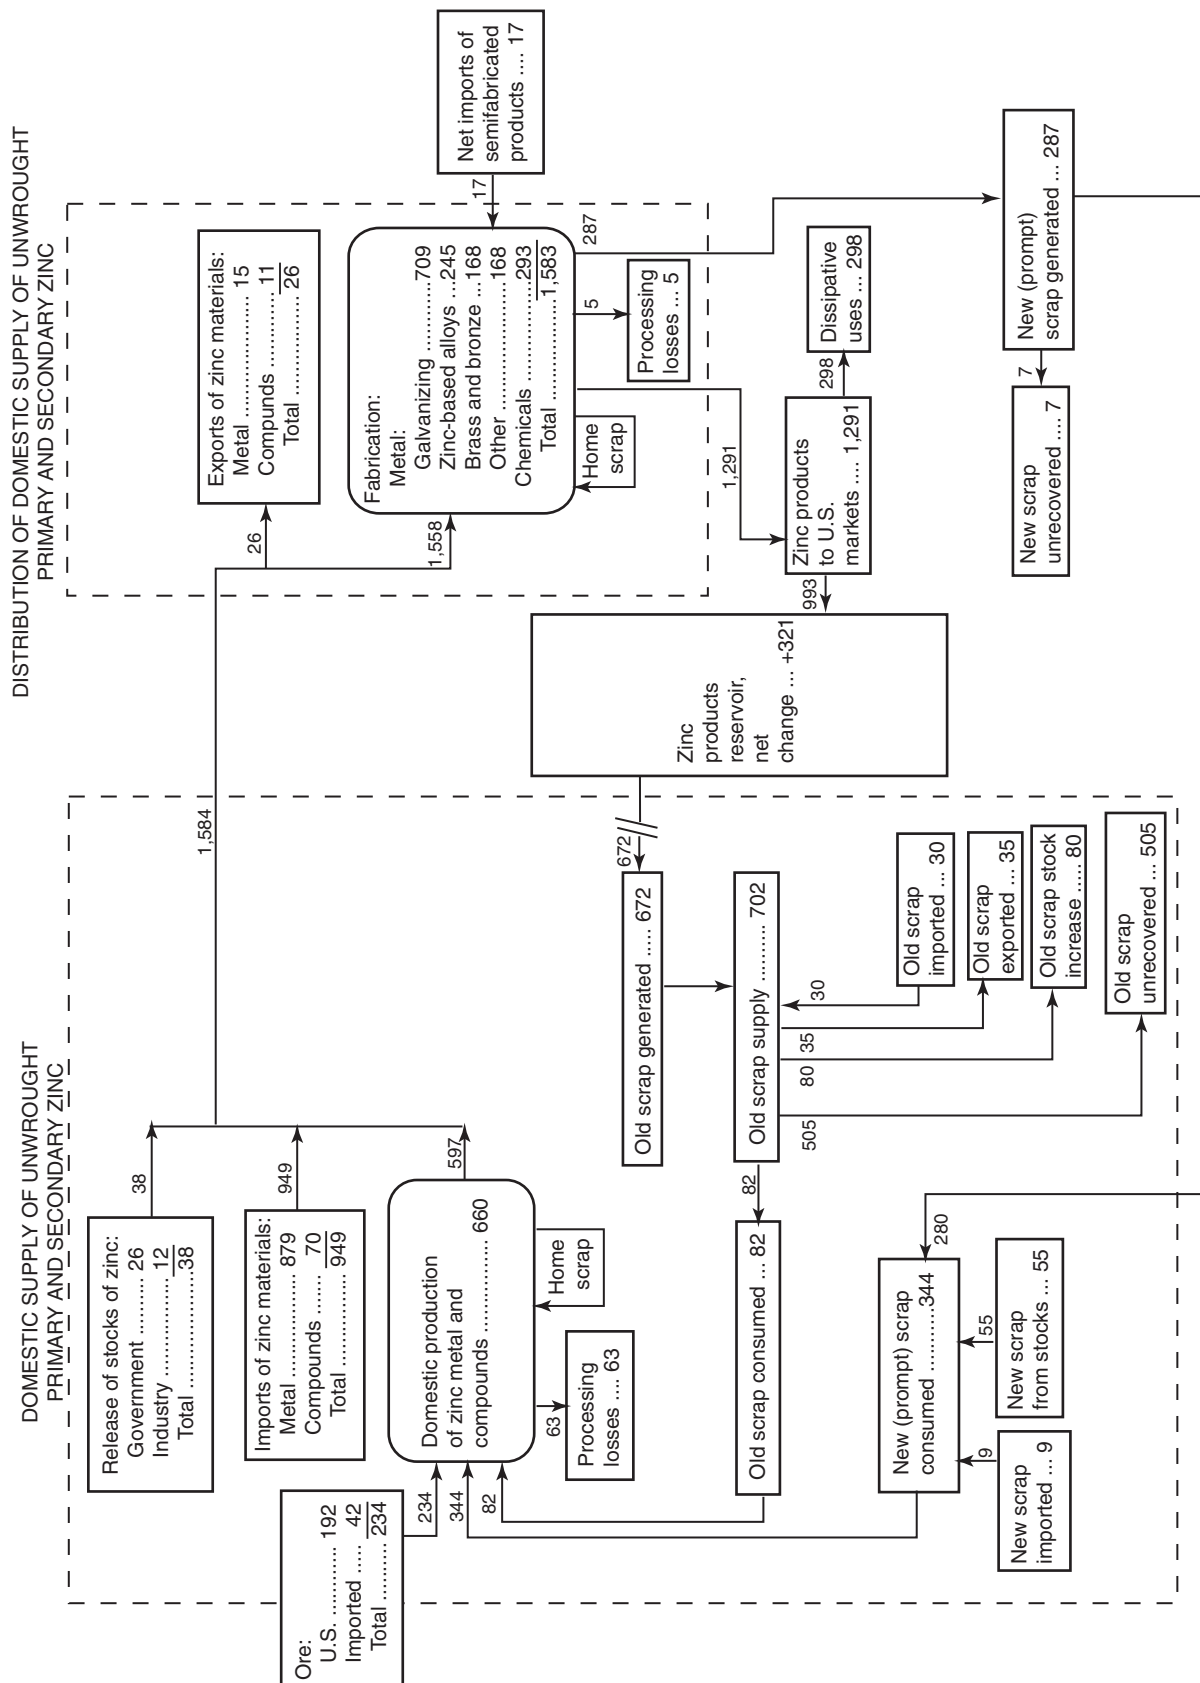 DOMESTIC SUPPLY OF UNWROUGHT
PRIMARY AND SECONDARY ZINC
Ore:
U.S. ............ 192
Imported ..... 42
Total .......... 234
234
344
82
Release of stocks of zinc:
Government ......... 26
Industry ............... 12
Total ................... 38
38
Imports of zinc materials:
Metal ................... 879
Compounds ....... 70
Total ................ 949
949
Domestic production
of zinc metal and
compounds .................. 660
597
Home
scrap
63
Processing
losses .... 63
1,584
Old scrap consumed ... 82
82
New (prompt) scrap
consumed ............ 344
280
9
New scrap
imported ... 9
55
New scrap
from stocks ... 55
672
Old scrap generated ..... 672
Old scrap supply .......... 702
30
35
80
505
Old scrap
imported ... 30
Old scrap
exported ... 35
Old scrap stock
increase ..... 80
Old scrap
unrecovered ... 505
Zinc
products
reservoir,
net
change ... +321
DISTRIBUTION OF DOMESTIC SUPPLY OF UNWROUGHT
PRIMARY AND SECONDARY ZINC
26
Exports of zinc materials:
Metal ................... 15
Compounds ........... 11
Total .................. 26
1,558
Fabrication:
Metal:
Galvanizing .......... 709
Zinc-based alloys ... 245
Brass and bronze ... 168
Other .................... 168
Chemicals ............... 293
Total ................. 1,583
17
Net imports of
semifabricated
products .... 17
Home
scrap
1,291
5
Processing
losses ... 5
287
Zinc products
to U.S.
markets .... 1,291
993
298
Dissipative
uses ... 298
New (prompt)
scrap generated ... 287
7
New scrap
unrecovered .... 7